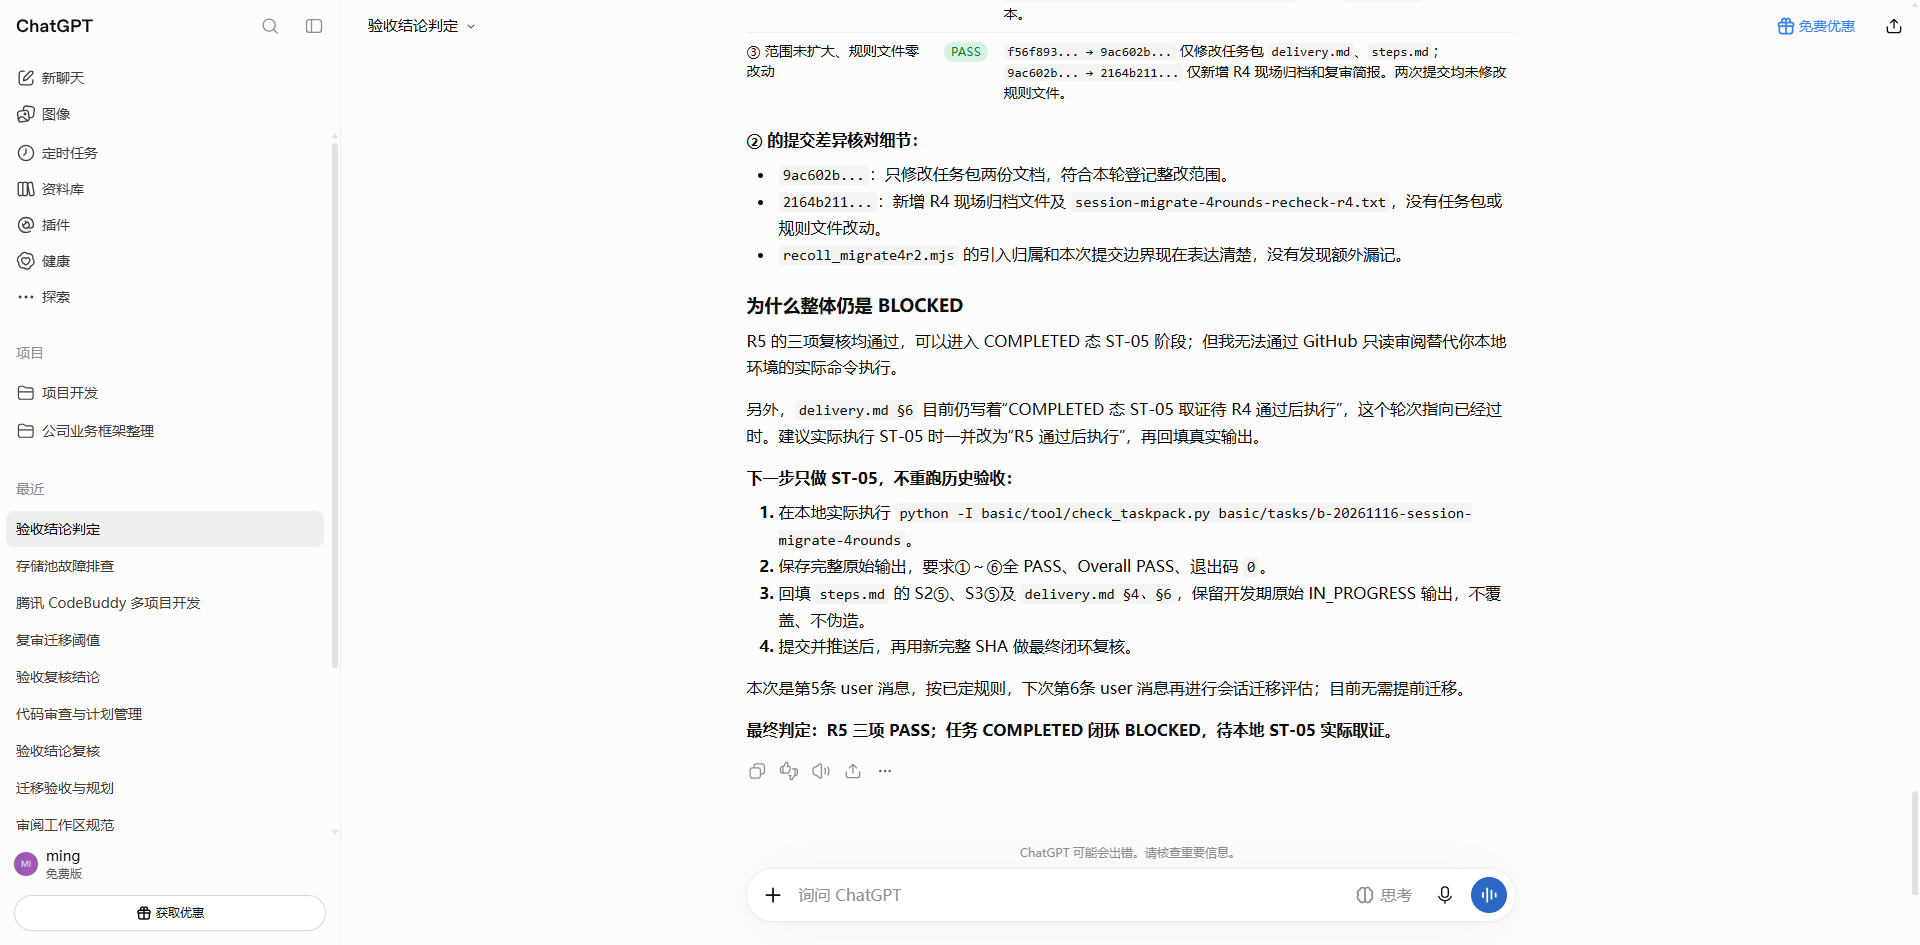 ChatGPT
新聊天
图像
定时任务
资料库
插件
健康
探索
项目
项目开发
公司业务框架整理
最近
验收结论判定
存储池故障排查
腾讯 CodeBuddy 多项目开发
复审迁移阈值
验收复核结论
代码审查与计划管理
验收结论复核
迁移验收与规划
审阅工作区规范
MI
ming
免费版
获取优惠
验收结论判定
免费优惠
本。
③ 范围未扩大、规则文件零
改动
PASS
f56f893... → 9ac602b... 仅修改任务包 delivery.md、steps.md；
9ac602b... → 2164b211... 仅新增 R4 现场归档和复审简报。两次提交均未修改
规则文件。
② 的提交差异核对细节：
• 9ac602b...：只修改任务包两份文档，符合本轮登记整改范围。
• 2164b211...：新增 R4 现场归档文件及 session-migrate-4rounds-recheck-r4.txt，没有任务包或
规则文件改动。
• recoll_migrate4r2.mjs 的引入归属和本次提交边界现在表达清楚，没有发现额外漏记。
为什么整体仍是 BLOCKED
R5 的三项复核均通过，可以进入 COMPLETED 态 ST-05 阶段；但我无法通过 GitHub 只读审阅替代你本地
环境的实际命令执行。
另外，delivery.md §6 目前仍写着“COMPLETED 态 ST-05 取证待 R4 通过后执行”，这个轮次指向已经过
时。建议实际执行 ST-05 时一并改为“R5 通过后执行”，再回填真实输出。
下一步只做 ST-05，不重跑历史验收：
1. 在本地实际执行 python -I basic/tool/check_taskpack.py basic/tasks/b-20261116-session-
migrate-4rounds。
2. 保存完整原始输出，要求①～⑥全 PASS、Overall PASS、退出码 0。
3. 回填 steps.md 的 S2⑤、S3⑤及 delivery.md §4、§6，保留开发期原始 IN_PROGRESS 输出，不覆
盖、不伪造。
4. 提交并推送后，再用新完整 SHA 做最终闭环复核。
本次是第5条 user 消息，按已定规则，下次第6条 user 消息再进行会话迁移评估；目前无需提前迁移。
最终判定：R5 三项 PASS；任务 COMPLETED 闭环 BLOCKED，待本地 ST-05 实际取证。
ChatGPT 可能会出错。请核查重要信息。
询问 ChatGPT
思考